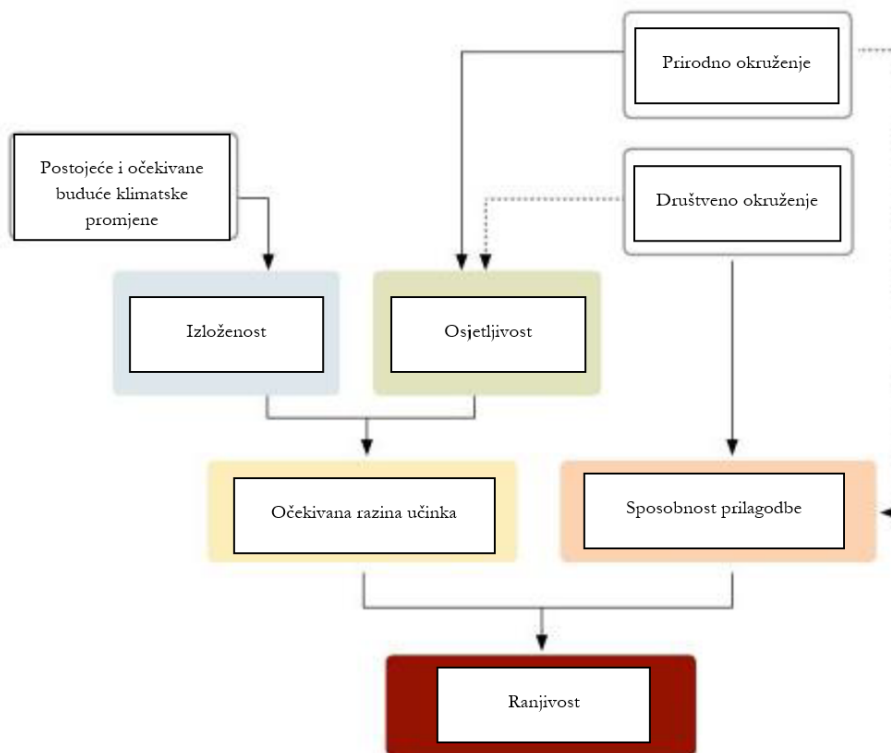 Prirodno okruženje
Postojeće i očekivane
buduće klimatske
promjene
Društveno okruženje
Izloženost
Osjetljivost
Očekivana razina učinka
Sposobnost prilagodbe
Ranjivost